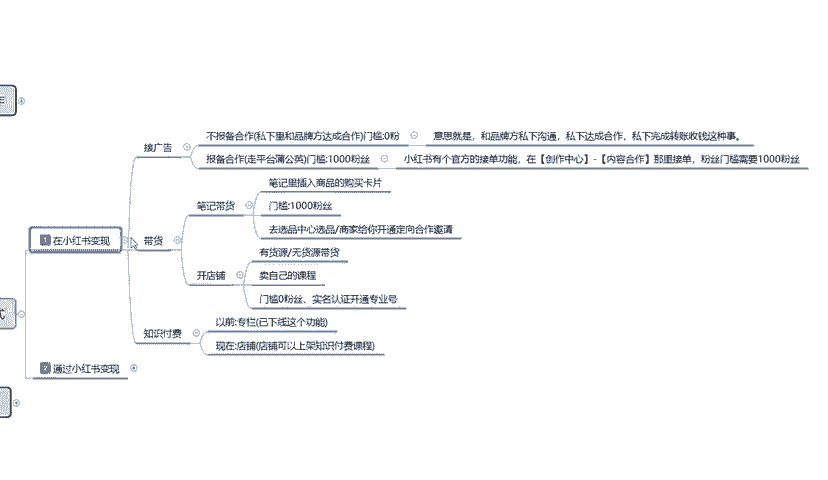 接广告
不报备合作(私下里和品牌方达成合作)门槛:0粉
意思就是，和品牌方私下沟通，私下达成合作，私下完成转账收钱这种事。
报备合作(走平台蒲公英)门槛:1000粉丝
小红书有个官方的接单功能，在【创作中心】-【内容合作】那里接单，粉丝门槛需要1000粉丝
1 在小红书变现
带货
笔记带货
笔记里插入商品的购买卡片
门槛:1000粉丝
去选品中心选品/商家给你开通定向合作邀请
开店铺
有货源/无货源带货
卖自己的课程
门槛0粉丝、实名认证开通专业号
知识付费
以前:专栏(已下线这个功能)
现在:店铺(店铺可以上架知识付费课程)
式
2 通过小红书变现